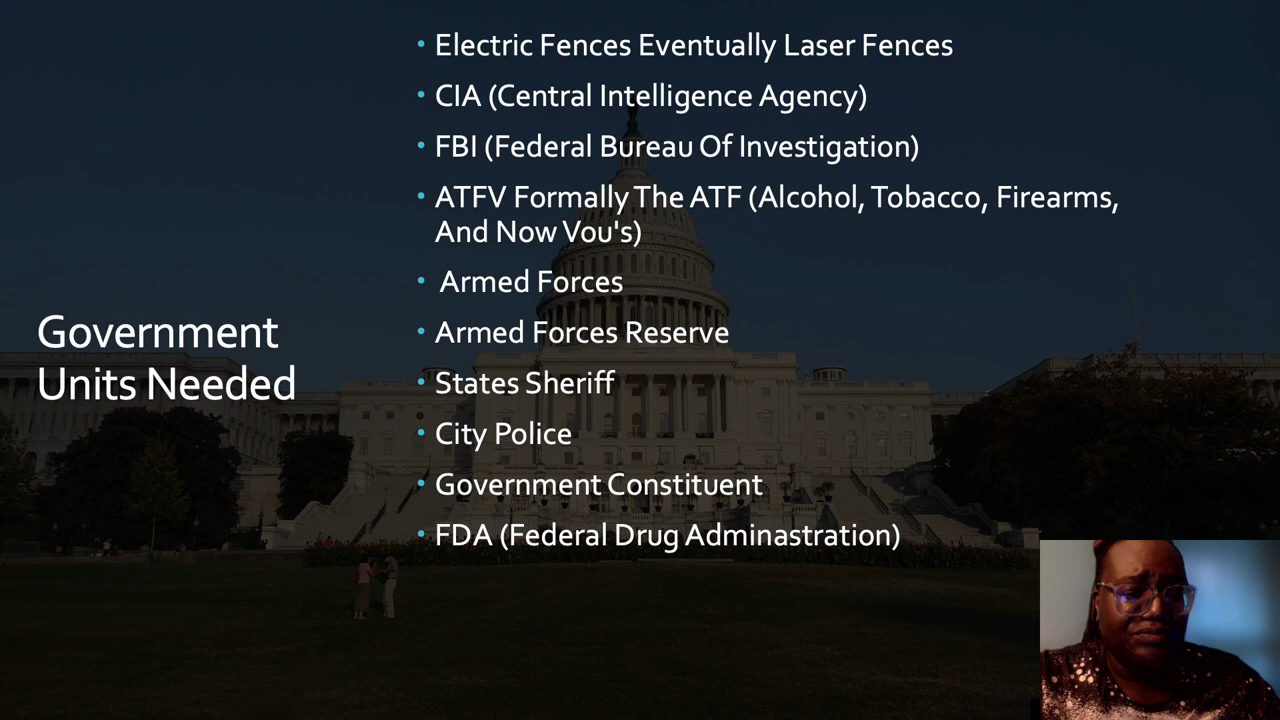 Government
Units Needed
Electric Fences Eventually Laser Fences
CIA (Central Intelligence Agency)
FBI (Federal Bureau Of Investigation)
ATFV Formally The ATF (Alcohol, Tobacco, Firearms,
And Now Vou's)
Armed Forces
Armed Forces Reserve
States Sheriff
City Police
Government Constituent
FDA (Federal Drug Adminastration)